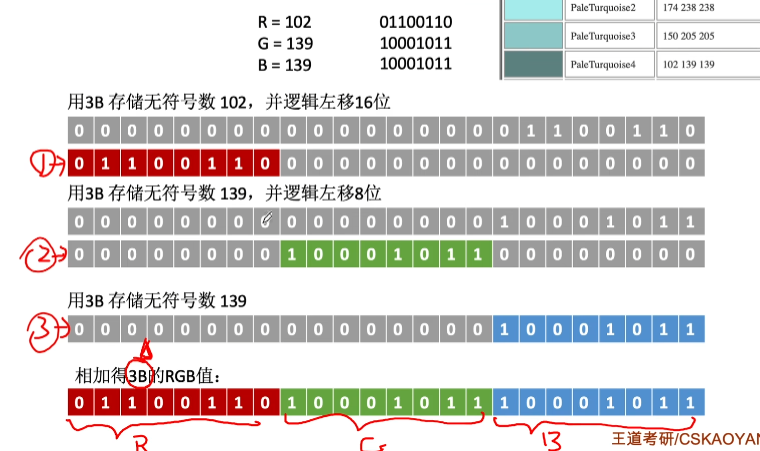 PaleTurquoise2 174 238 238
PaleTurquoise3 150 205 205
PaleTurquoise4 102 139 139
R = 102 01100110
G = 139 10001011
B = 139 10001011
用3B 存储无符号数 102，并逻辑左移16位
0 0 0 0 0 0 0 0 0 0 0 0 0 0 0 0 0 1 1 0 0 1 1 0
①→ 0 1 1 0 0 1 1 0 0 0 0 0 0 0 0 0 0 0 0 0 0 0 0 0
用3B 存储无符号数 139，并逻辑左移8位
0 0 0 0 0 0 0 0 0 0 0 0 0 0 0 0 1 0 0 0 1 0 1 1
②→ 0 0 0 0 0 0 0 0 1 0 0 0 1 0 1 1 0 0 0 0 0 0 0 0
用3B 存储无符号数 139
③→ 0 0 0 0 0 0 0 0 0 0 0 0 0 0 0 0 1 0 0 0 1 0 1 1
相加得3B的RGB值：
0 1 1 0 0 1 1 0 1 0 0 0 1 0 1 1 1 0 0 0 1 0 1 1
R G B
王道考研/CSKAOYAN